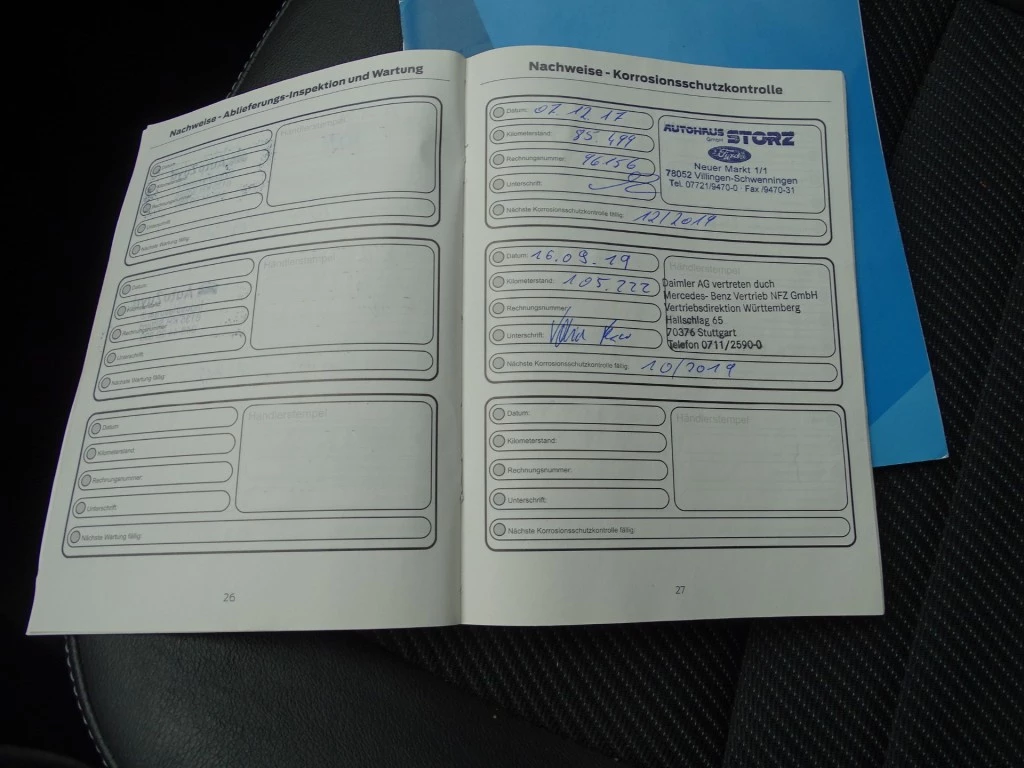 Nachweise - Ablieferungs-Inspektion und Wartung
Händlerstempel
Datum
Rechnungsnummer
Unterschrift
Nächste Wartung fällig
Händlerstempel
Datum
Kilometerstand
Rechnungsnummer
Unterschrift
Nächste Wartung fällig
Händlerstempel
Datum
Kilometerstand
Rechnungsnummer
Unterschrift:
Nächste Wartung fällig:
26
Nachweise - Korrosionsschutzkontrolle
Datum: 07.12.17
Kilometerstand: 85 499
Rechnungsnummer: 96156
Unterschrift:
Nächste Korrosionsschutzkontrolle fällig: 12/2019
AUTOHAUS STORZ
GmbH
Ford
Neuer Markt 1/1
78052 Villingen-Schwenningen
Tel. 07721/9470-0 Fax /9470-31
Datum: 16.09.19
Kilometerstand: 105.222
Rechnungsnummer:
Unterschrift:
Nächste Korrosionsschutzkontrolle fällig: 10/2019
Händlerstempel
Daimler AG vertreten duch
Mercedes- Benz Vertrieb NFZ GmbH
Vertriebsdirektion Württemberg
Hallschlag 65
70376 Stuttgart
Telefon 0711/2590-0
Datum:
Kilometerstand:
Rechnungsnummer:
Unterschrift:
Nächste Korrosionsschutzkontrolle fällig:
Händlerstempel
27